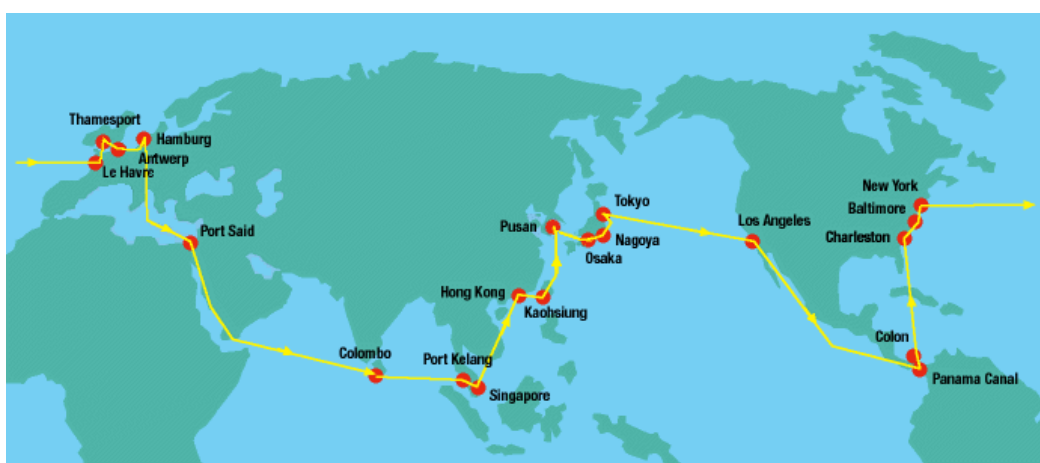 Thamesport
Hamburg
Antwerp
Le Havre
Port Said
Colombo
Port Kelang
Singapore
Hong Kong
Kaohsiung
Pusan
Osaka
Nagoya
Tokyo
Los Angeles
Panama Canal
Colon
Charleston
Baltimore
New York